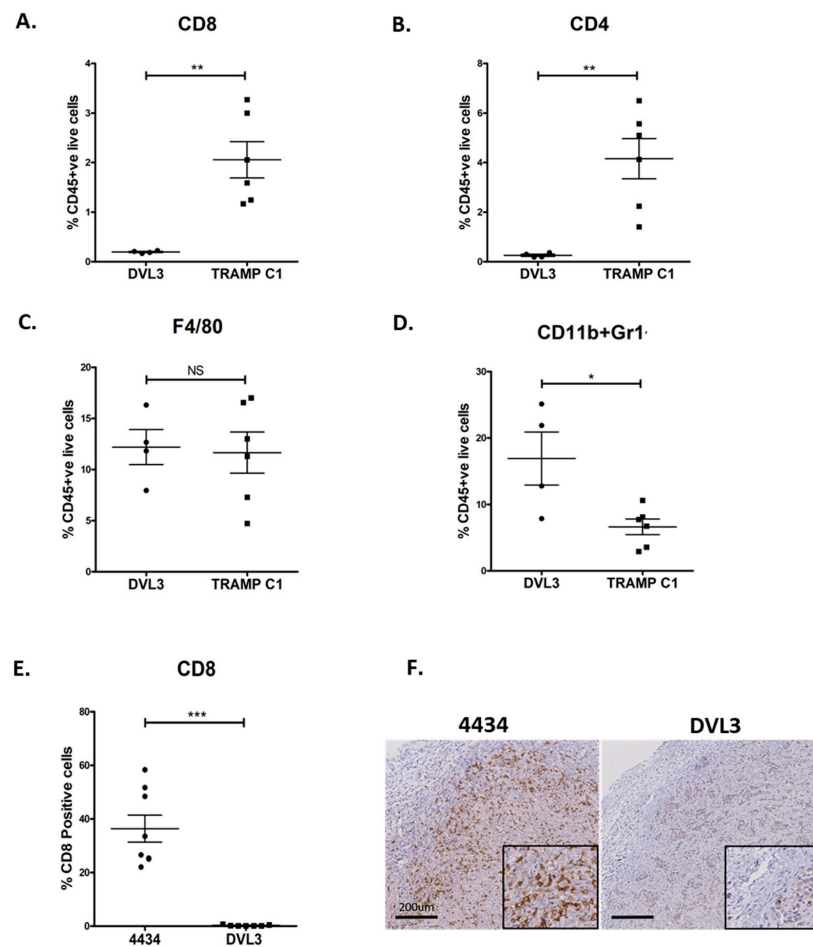 A.
CD8
**
% CD45+ve live cells
4
3
2
1
0
DVL3 TRAMP C1
B.
CD4
**
% CD45+ve live cells
8
6
4
2
0
DVL3 TRAMP C1
C.
F4/80
NS
% CD45+ve live cells
20
15
10
5
0
DVL3 TRAMP C1
D.
CD11b+Gr1
*
% CD45+ve live cells
30
20
10
0
DVL3 TRAMP C1
E.
CD8
***
% CD8 Positive cells
80
60
40
20
0
4434 DVL3
F.
4434 DVL3
200um